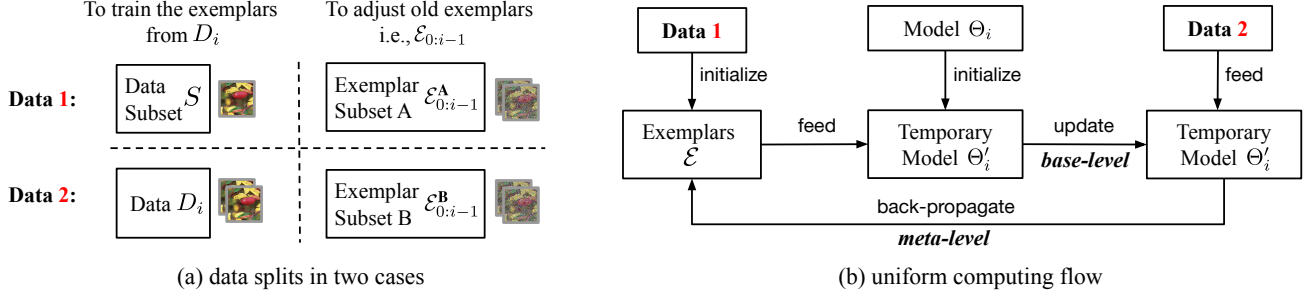 To train the exemplars
from D_i
To adjust old exemplars
i.e., ℰ_{0:i−1}
Data 1:
Data
Subset S
Exemplar
Subset A ℰ^A_{0:i−1}
Data 2:
Data D_i
Exemplar
Subset B ℰ^B_{0:i−1}
(a) data splits in two cases
Data 1
Model Θ_i
Data 2
initialize
initialize
feed
Exemplars
ℰ
feed
Temporary
Model Θ′_i
update
base-level
Temporary
Model Θ′_i
back-propagate
meta-level
(b) uniform computing flow